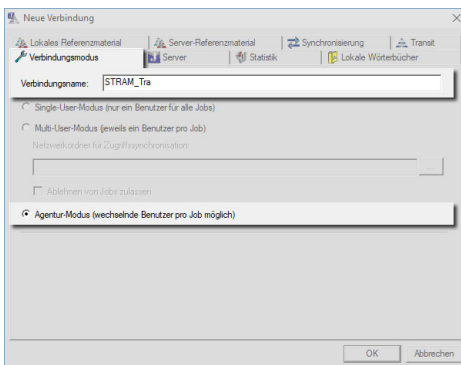 Neue Verbindung
Lokales Referenzmaterial Server-Referenzmaterial Synchronisierung Transit
Verbindungsmodus Server Statistik Lokale Wörterbücher
Verbindungsname: STRAM_Tra
Single-User-Modus (nur ein Benutzer für alle Jobs)
Multi-User-Modus (jeweils ein Benutzer pro Job)
Netzwerkordner für Zugriffssynchronisation:
...
Ablehnen von Jobs zulassen
Agentur-Modus (wechselnde Benutzer pro Job möglich)
OK Abbrechen